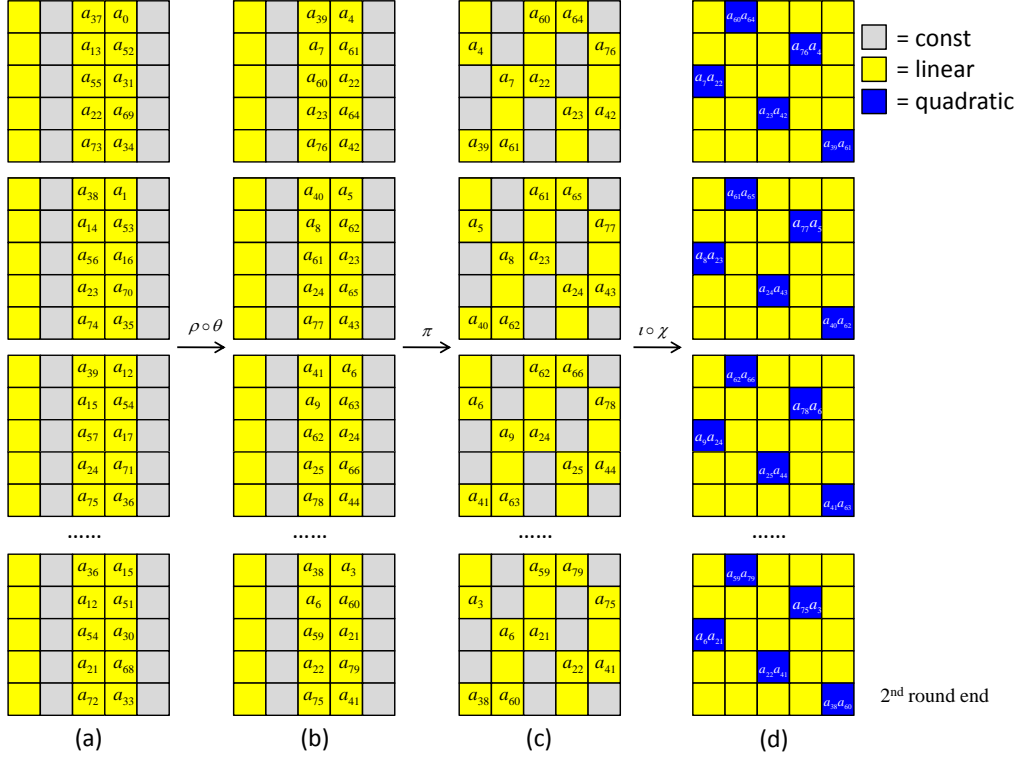 a37 a0 a39 a4 a60 a64 a60a64
a13 a52 a7 a61 a4 a76 a76a4
a55 a31 a60 a22 a7 a22 a7a22
a22 a69 a23 a64 a23 a42 a23a42
a73 a34 a76 a42 a39 a61 a39a61
= const
= linear
= quadratic
a38 a1 a40 a5 a61 a65 a61a65
a14 a53 a8 a62 a5 a77 a77a5
a56 a16 a61 a23 a8 a23 a8a23
a23 a70 a24 a65 a24 a43 a24a43
a74 a35 a77 a43 a40 a62 a40a62
ρ∘θ π ι∘χ
a39 a12 a41 a6 a62 a66 a62a66
a15 a54 a9 a63 a6 a78 a78a6
a57 a17 a62 a24 a9 a24 a9a24
a24 a71 a25 a66 a25 a44 a25a44
a75 a36 a78 a44 a41 a63 a41a63
...... ...... ...... ......
a36 a15 a38 a3 a59 a79 a59a79
a12 a51 a6 a60 a3 a75 a75a3
a54 a30 a59 a21 a6 a21 a6a21
a21 a68 a22 a79 a22 a41 a22a41
a72 a33 a75 a41 a38 a60 a38a60
2nd round end
(a) (b) (c) (d)